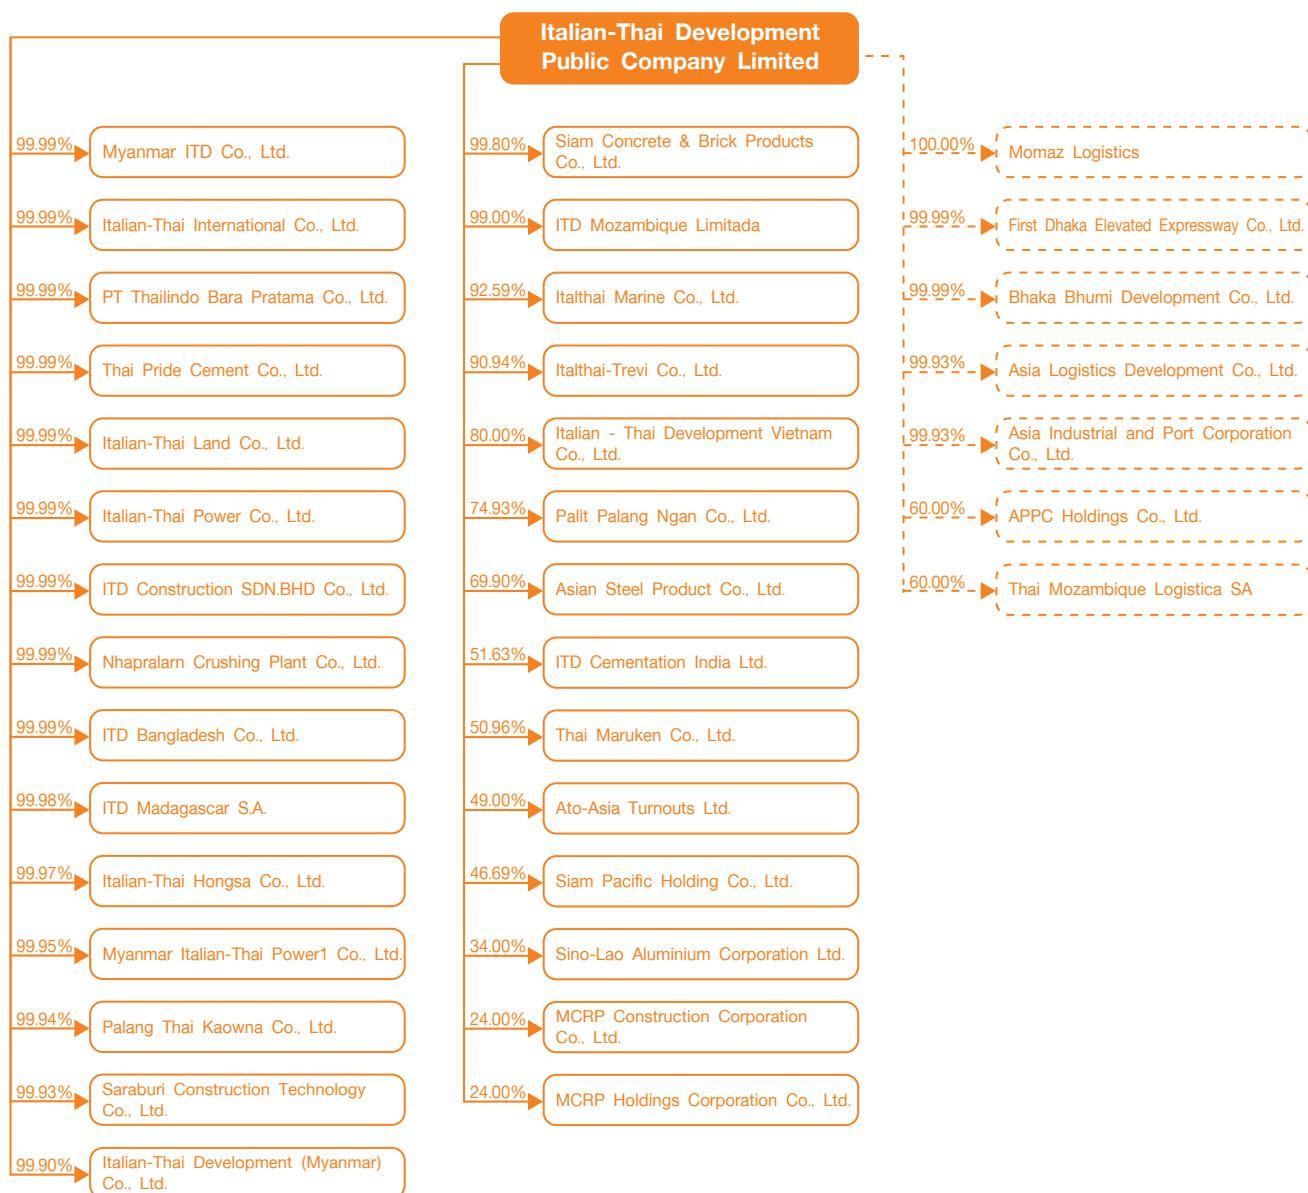 Italian-Thai Development
Public Company Limited
99.99%
Myanmar ITD Co., Ltd.
99.99%
Italian-Thai International Co., Ltd.
99.99%
PT Thailindo Bara Pratama Co., Ltd.
99.99%
Thai Pride Cement Co., Ltd.
99.99%
Italian-Thai Land Co., Ltd.
99.99%
Italian-Thai Power Co., Ltd.
99.99%
ITD Construction SDN.BHD Co., Ltd.
99.99%
Nhapralarn Crushing Plant Co., Ltd.
99.99%
ITD Bangladesh Co., Ltd.
99.98%
ITD Madagascar S.A.
99.97%
Italian-Thai Hongsa Co., Ltd.
99.95%
Myanmar Italian-Thai Power1 Co., Ltd.
99.94%
Palang Thai Kaowna Co., Ltd.
99.93%
Saraburi Construction Technology
Co., Ltd.
99.90%
Italian-Thai Development (Myanmar)
Co., Ltd.
99.80%
Siam Concrete & Brick Products
Co., Ltd.
99.00%
ITD Mozambique Limitada
92.59%
Italthai Marine Co., Ltd.
90.94%
Italthai-Trevi Co., Ltd.
80.00%
Italian - Thai Development Vietnam
Co., Ltd.
74.93%
Palit Palang Ngan Co., Ltd.
69.90%
Asian Steel Product Co., Ltd.
51.63%
ITD Cementation India Ltd.
50.96%
Thai Maruken Co., Ltd.
49.00%
Ato-Asia Turnouts Ltd.
46.69%
Siam Pacific Holding Co., Ltd.
34.00%
Sino-Lao Aluminium Corporation Ltd.
24.00%
MCRP Construction Corporation
Co., Ltd.
24.00%
MCRP Holdings Corporation Co., Ltd.
100.00%
Momaz Logistics
99.99%
First Dhaka Elevated Expressway Co., Ltd.
99.99%
Bhaka Bhumi Development Co., Ltd.
99.93%
Asia Logistics Development Co., Ltd.
99.93%
Asia Industrial and Port Corporation
Co., Ltd.
60.00%
APPC Holdings Co., Ltd.
60.00%
Thai Mozambique Logistica SA